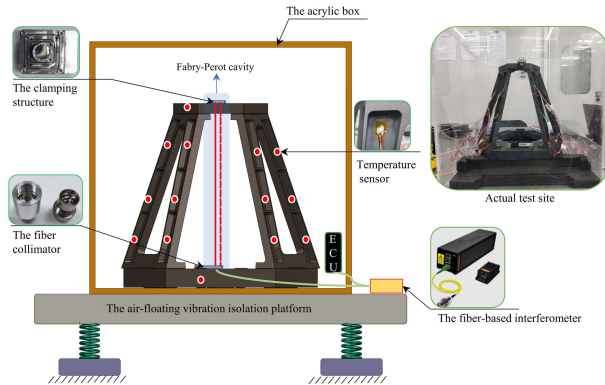 The acrylic box
Fabry-Perot cavity
The clamping
structure
Temperature
sensor
Actual test site
The fiber
collimator
E
C
U
The air-floating vibration isolation platform
The fiber-based interferometer